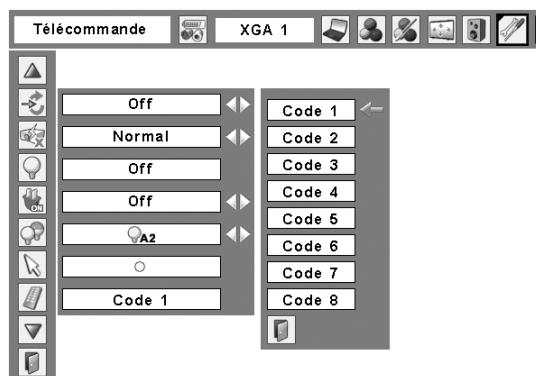 Télécommande XGA 1
Off
Normal
Off
Off
A2
Code 1
Code 1
Code 2
Code 3
Code 4
Code 5
Code 6
Code 7
Code 8
ON